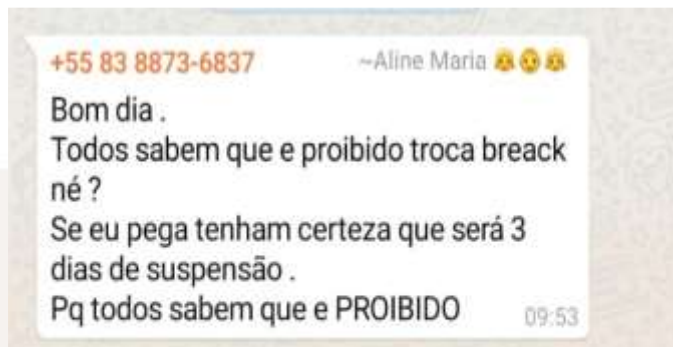 +55 83 8873-6837 ~Aline Maria 👵👴👵
Bom dia .
Todos sabem que e proibido troca breack
né ?
Se eu pega tenham certeza que será 3
dias de suspensão .
Pq todos sabem que e PROIBIDO 09:53